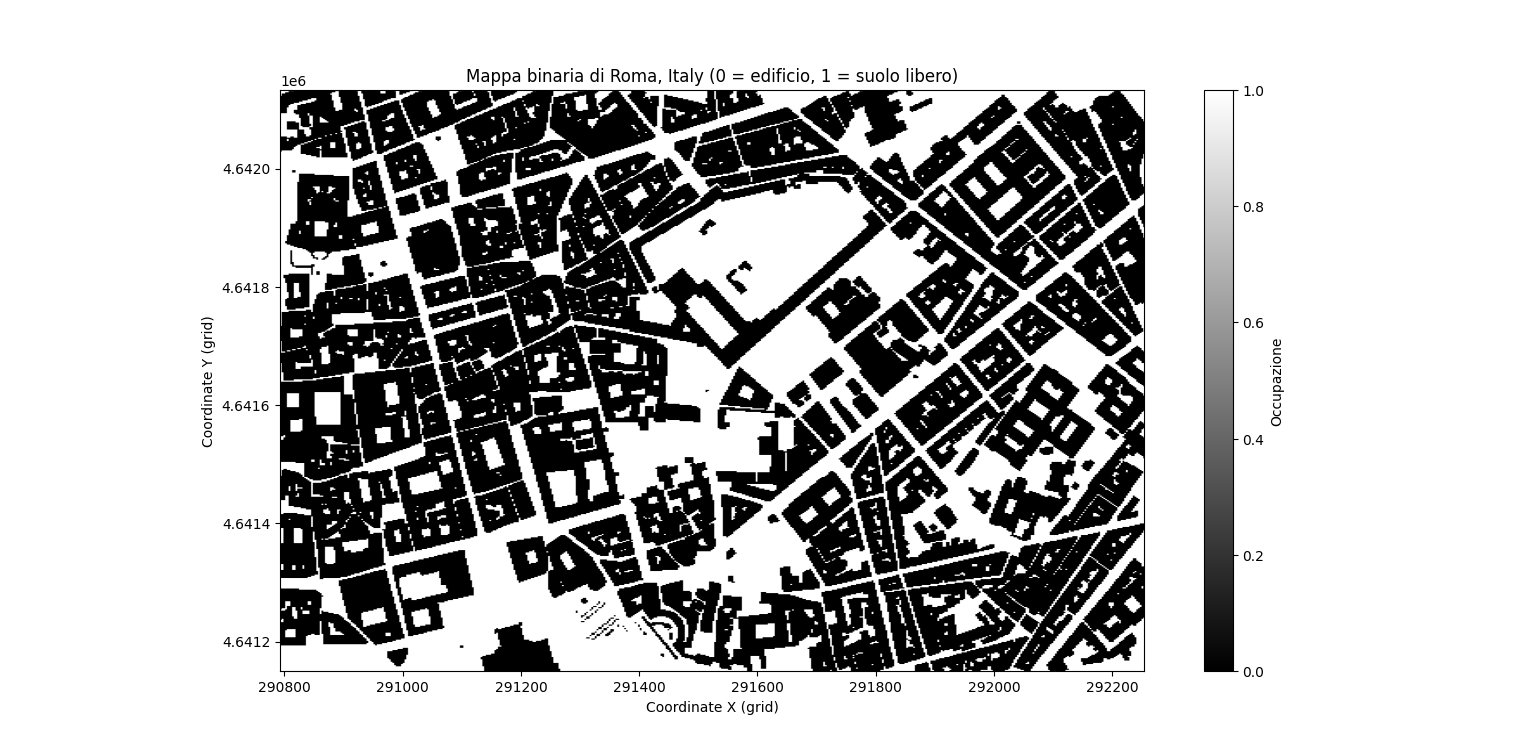 Mappa binaria di Roma, Italy (0 = edificio, 1 = suolo libero)
1e6
4.6420
4.6418
4.6416
4.6414
4.6412
Coordinate Y (grid)
290800 291000 291200 291400 291600 291800 292000 292200
Coordinate X (grid)
1.0
0.8
0.6
0.4
0.2
0.0
Occupazione